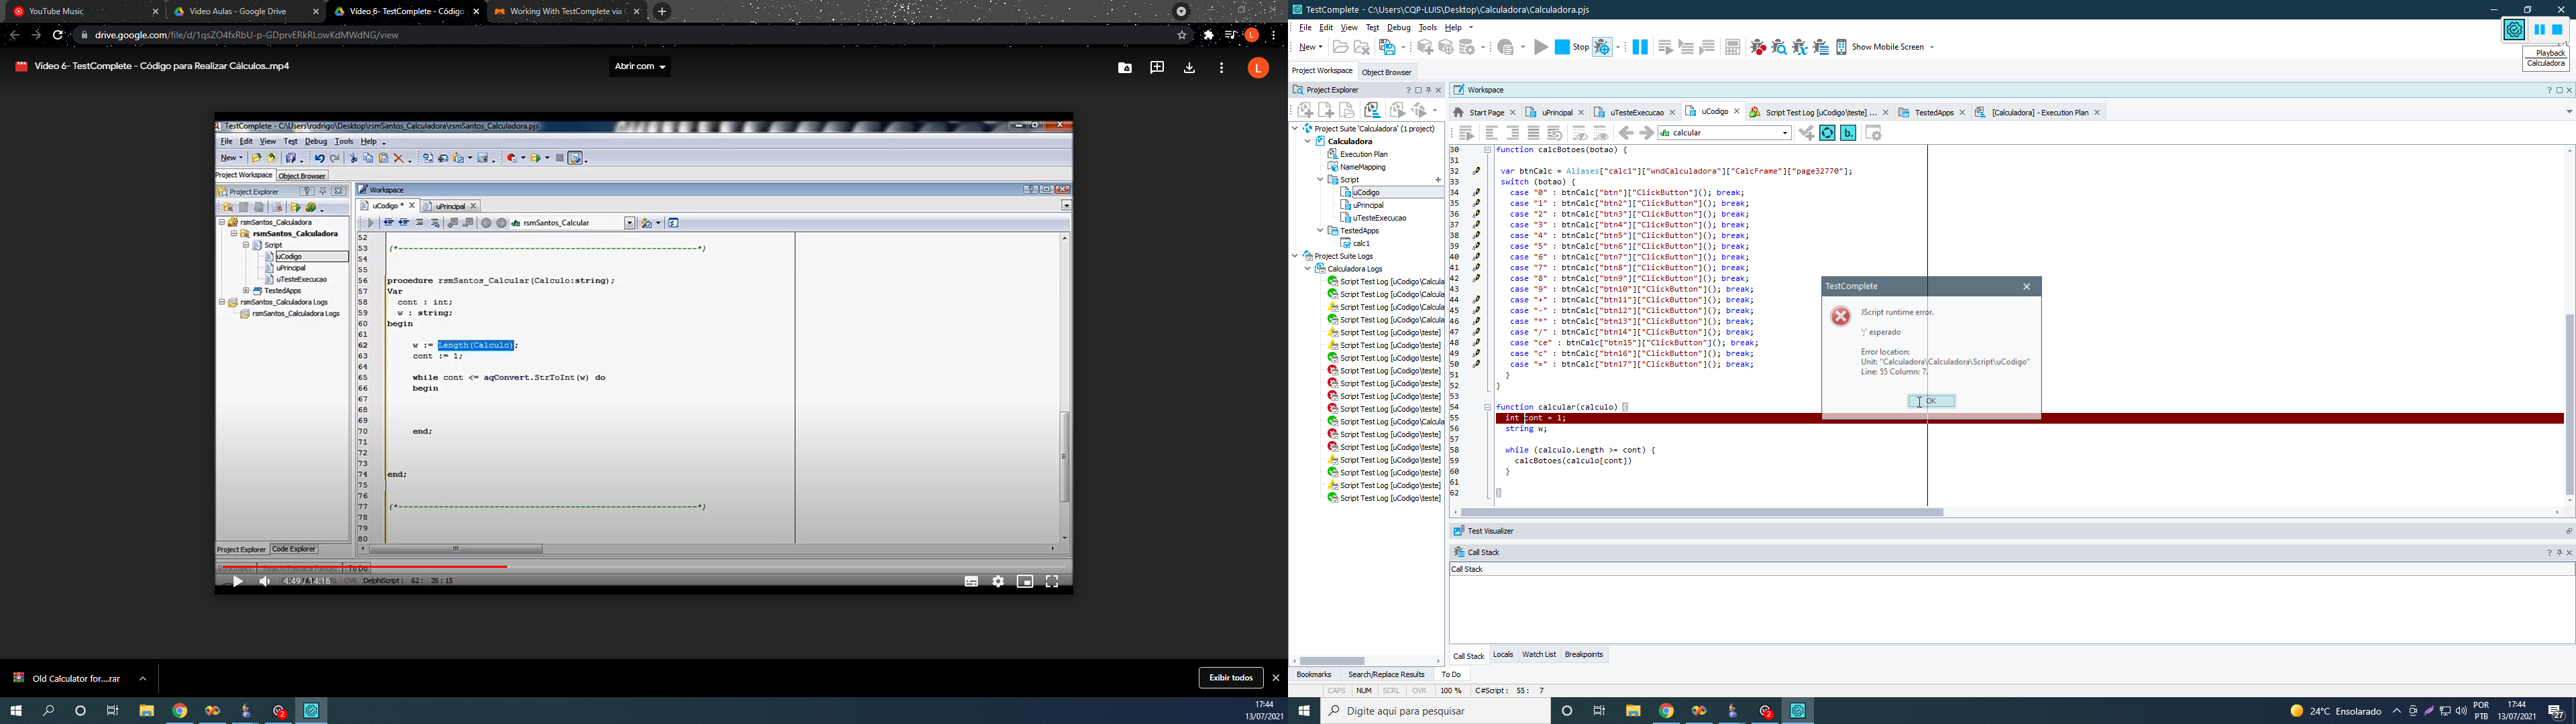 YouTube Music
Video Aulas - Google Drive
Vídeo 6- TestComplete - Código
Working With TestComplete via
drive.google.com/file/d/1qsZO4fxRbU-p-GDprvERkRLowKdMWdNG/view
L
Vídeo 6- TestComplete - Código para Realizar Cálculos..mp4
Abrir com
L
TestComplete - C:\Users\rodrigo\Desktop\rsmSantos_Calculadora\rsmSantos_Calculadora.pjs
File Edit View Test Debug Tools Help
New
Project Workspace Object Browser
Project Explorer
Workspace
uCodigo *
uPrincipal
rsmSantos_Calcular
rsmSantos_Calculadora
rsmSantos_Calculadora
Script
uCodigo
uPrincipal
uTesteExecucao
TestedApps
rsmSantos_Calculadora Logs
rsmSantos_Calculadora Logs
52
53 (*------------------------------------------------------------*)
54
55
56 procedure rsmSantos_Calcular(Calculo:string);
57 Var
58 cont : int;
59 w : string;
60 begin
61
62 w := Length(Calculo);
63 cont := 1;
64
65 while cont <= aqConvert.StrToInt(w) do
66 begin
67
68
69
70 end;
71
72
73
74 end;
75
76
77 (*------------------------------------------------------------*)
78
79
80
Project Explorer Code Explorer
4:49 / 14:16
OVR DelphiScript : 62 : 26 : 15
Old Calculator for....rar
Exibir todos
17:44
13/07/2021
TestComplete - C:\Users\CQP-LUIS\Desktop\Calculadora\Calculadora.pjs
File Edit View Test Debug Tools Help
New
Stop
Show Mobile Screen
Playback
Calculadora
Project Workspace Object Browser
Project Explorer
Workspace
Start Page
uPrincipal
uTesteExecucao
uCodigo
Script Test Log [uCodigo\teste] ...
TestedApps
[Calculadora] - Execution Plan
calcular
Project Suite 'Calculadora' (1 project)
Calculadora
Execution Plan
NameMapping
Script
uCodigo
uPrincipal
uTesteExecucao
TestedApps
calc1
Project Suite Logs
Calculadora Logs
Script Test Log [uCodigo\Calcula
Script Test Log [uCodigo\Calcula
Script Test Log [uCodigo\Calcula
Script Test Log [uCodigo\Calcula
Script Test Log [uCodigo\teste]
Script Test Log [uCodigo\teste]
Script Test Log [uCodigo\teste]
Script Test Log [uCodigo\teste]
Script Test Log [uCodigo\teste]
Script Test Log [uCodigo\teste]
Script Test Log [uCodigo\teste]
Script Test Log [uCodigo\Calcula
Script Test Log [uCodigo\teste]
Script Test Log [uCodigo\teste]
Script Test Log [uCodigo\teste]
Script Test Log [uCodigo\teste]
Script Test Log [uCodigo\teste]
Script Test Log [uCodigo\teste]
30 function calcBotoes(botao) {
31
32 var btnCalc = Aliases["calc1"]["wndCalculadora"]["CalcFrame"]["page32770"];
33 switch (botao) {
34 case "0" : btnCalc["btn"]["ClickButton"](); break;
35 case "1" : btnCalc["btn2"]["ClickButton"](); break;
36 case "2" : btnCalc["btn3"]["ClickButton"](); break;
37 case "3" : btnCalc["btn4"]["ClickButton"](); break;
38 case "4" : btnCalc["btn5"]["ClickButton"](); break;
39 case "5" : btnCalc["btn6"]["ClickButton"](); break;
40 case "6" : btnCalc["btn7"]["ClickButton"](); break;
41 case "7" : btnCalc["btn8"]["ClickButton"](); break;
42 case "8" : btnCalc["btn9"]["ClickButton"](); break;
43 case "9" : btnCalc["btn10"]["ClickButton"](); break;
44 case "+" : btnCalc["btn11"]["ClickButton"](); break;
45 case "-" : btnCalc["btn12"]["ClickButton"](); break;
46 case "*" : btnCalc["btn13"]["ClickButton"](); break;
47 case "/" : btnCalc["btn14"]["ClickButton"](); break;
48 case "ce" : btnCalc["btn15"]["ClickButton"](); break;
49 case "c" : btnCalc["btn16"]["ClickButton"](); break;
50 case "=" : btnCalc["btn17"]["ClickButton"](); break;
51 }
52 }
53
54 function calcular(calculo) {
55 int cont = 1;
56 string w;
57
58 while (calculo.Length >= cont) {
59 calcBotoes(calculo[cont])
60 }
61
62 }
TestComplete
JScript runtime error.
';' esperado
Error location:
Unit: "Calculadora\Calculadora\Script\uCodigo"
Line: 55 Column: 7.
OK
Test Visualizer
Call Stack
Call Stack
Call Stack Locals Watch List Breakpoints
Bookmarks Search/Replace Results To Do
CAPS NUM SCRL OVR 100 % C#Script : 55 : 7
Digite aqui para pesquisar
24°C Ensolarado
POR
PTB
17:44
13/07/2021
27